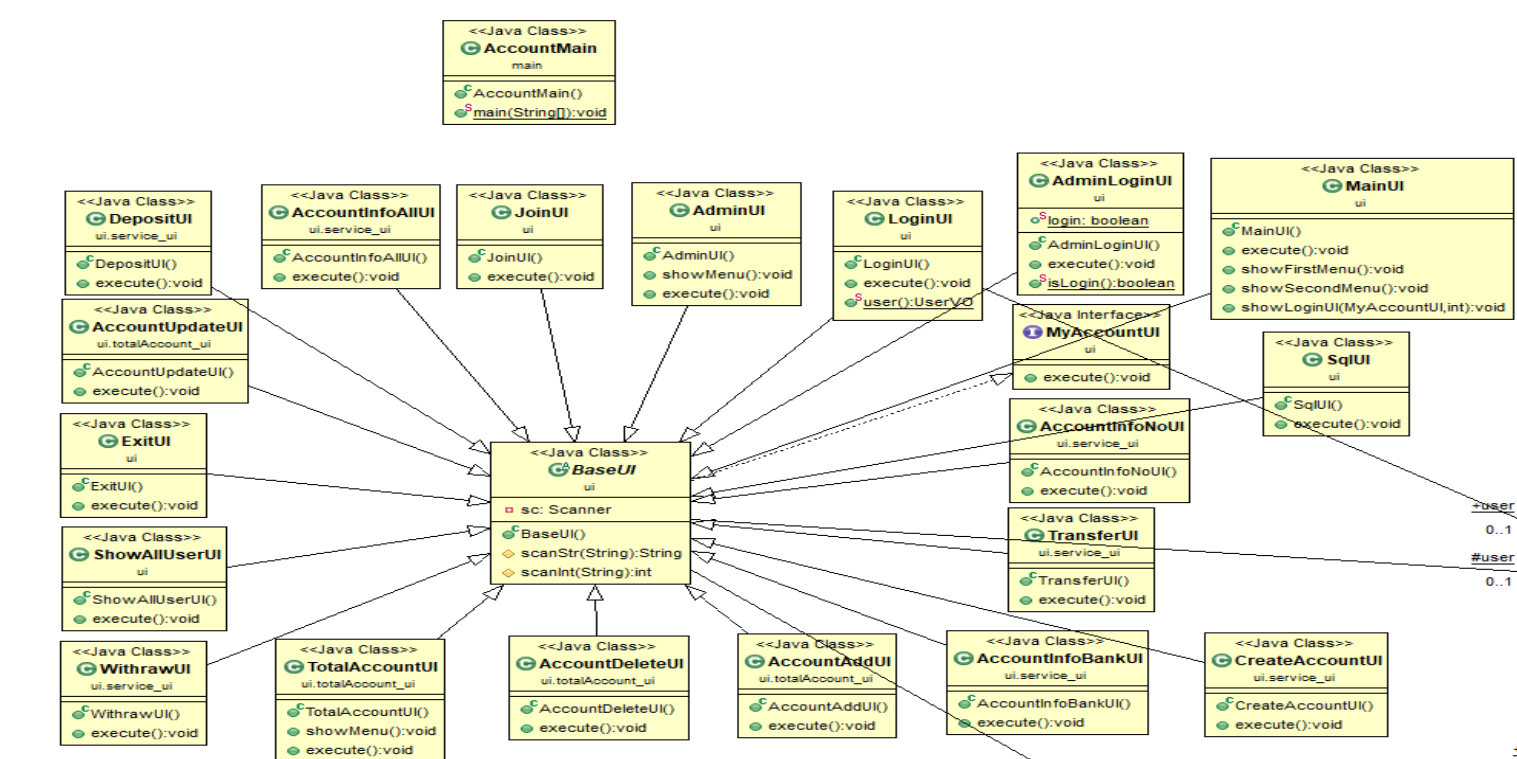 <<Java Class>>
AccountMain
main
AccountMain()
main(String[]):void
<<Java Class>>
DepositUI
ui.service_ui
DepositUI()
execute():void
<<Java Class>>
AccountInfoAllUI
ui.service_ui
AccountInfoAllUI()
execute():void
<<Java Class>>
JoinUI
ui
JoinUI()
execute():void
<<Java Class>>
AdminUI
ui
AdminUI()
showMenu():void
execute():void
<<Java Class>>
LoginUI
ui
LoginUI()
execute():void
user():UserVO
<<Java Class>>
AdminLoginUI
ui
login: boolean
AdminLoginUI()
execute():void
isLogin():boolean
<<Java Class>>
MainUI
ui
MainUI()
execute():void
showFirstMenu():void
showSecondMenu():void
showLoginUI(MyAccountUI,int):void
<<Java Class>>
AccountUpdateUI
ui.totalAccount_ui
AccountUpdateUI()
execute():void
<<Java Interface>>
MyAccountUI
ui
execute():void
<<Java Class>>
SqlUI
ui
SqlUI()
execute():void
<<Java Class>>
ExitUI
ui
ExitUI()
execute():void
<<Java Class>>
BaseUI
ui
sc: Scanner
BaseUI()
scanStr(String):String
scanInt(String):int
<<Java Class>>
AccountInfoNoUI
ui.service_ui
AccountInfoNoUI()
execute():void
+user
0..1
#user
0..1
<<Java Class>>
ShowAllUserUI
ui
ShowAllUserUI()
execute():void
<<Java Class>>
TransferUI
ui.service_ui
TransferUI()
execute():void
<<Java Class>>
WithrawUI
ui.service_ui
WithrawUI()
execute():void
<<Java Class>>
TotalAccountUI
ui.totalAccount_ui
TotalAccountUI()
showMenu():void
execute():void
<<Java Class>>
AccountDeleteUI
ui.totalAccount_ui
AccountDeleteUI()
execute():void
<<Java Class>>
AccountAddUI
ui.totalAccount_ui
AccountAddUI()
execute():void
<<Java Class>>
AccountInfoBankUI
ui.service_ui
AccountInfoBankUI()
execute():void
<<Java Class>>
CreateAccountUI
ui.service_ui
CreateAccountUI()
execute():void